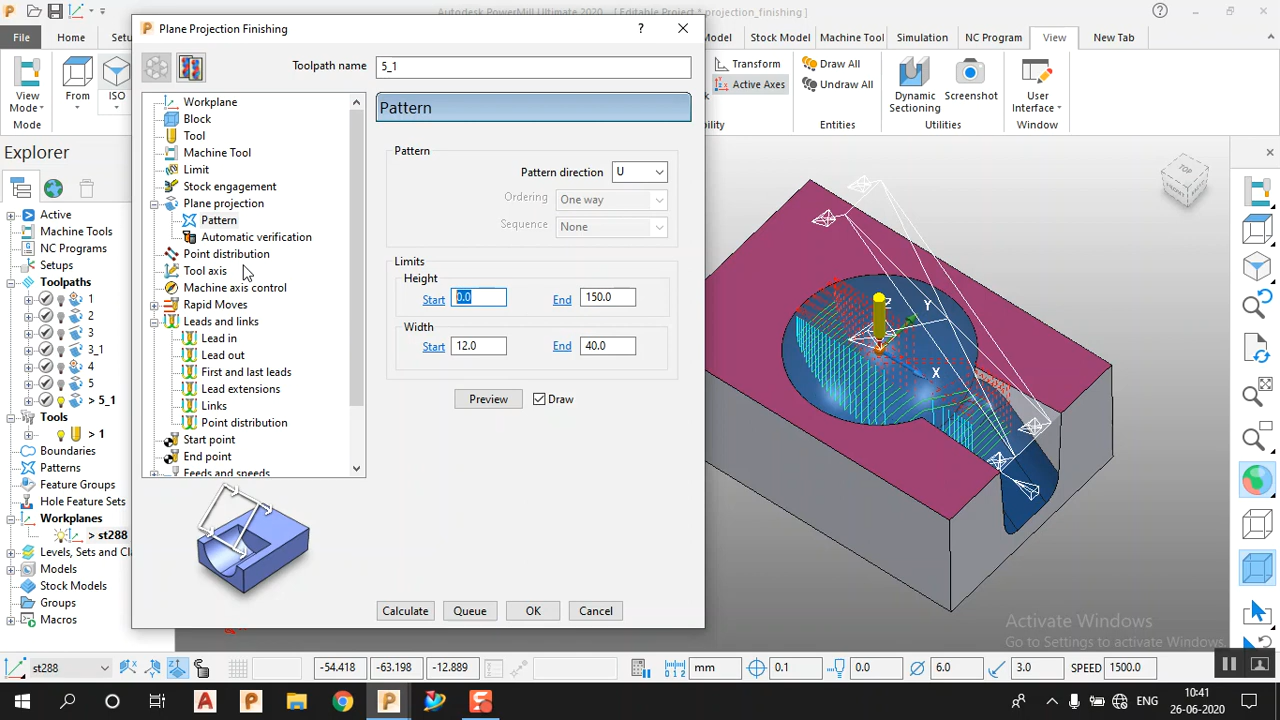 Autodesk PowerMill Ultimate 2020 - [Editable Project * projection_finishing]
Plane Projection Finishing
File
Home
Model
Stock Model
Machine Tool
Simulation
NC Program
View
New Tab
View
Mode
From
ISO
Mode
Transform
Active Axes
Draw All
Undraw All
Entities
Dynamic
Sectioning
Screenshot
Utilities
User
Interface
Window
Toolpath name
5_1
Workplane
Block
Tool
Machine Tool
Limit
Stock engagement
Plane projection
Pattern
Automatic verification
Point distribution
Tool axis
Machine axis control
Rapid Moves
Leads and links
Lead in
Lead out
First and last leads
Lead extensions
Links
Point distribution
Start point
End point
Feeds and speeds
Pattern
Pattern
Pattern direction
U
Ordering
One way
Sequence
None
Limits
Height
Start
0.0
End
150.0
Width
Start
12.0
End
40.0
Preview
Draw
Calculate
Queue
OK
Cancel
Explorer
Active
Machine Tools
NC Programs
Setups
Toolpaths
1
2
3
3_1
4
5
> 5_1
Tools
> 1
Boundaries
Patterns
Feature Groups
Hole Feature Sets
Workplanes
> st288
Levels, Sets and Cl
Models
Stock Models
Groups
Macros
Z
Y
X
Activate Windows
Go to Settings to activate Windows.
st288
-54.418
-63.198
-12.889
mm
0.1
0.0
6.0
3.0
SPEED
1500.0
ENG
10:41
26-06-2020